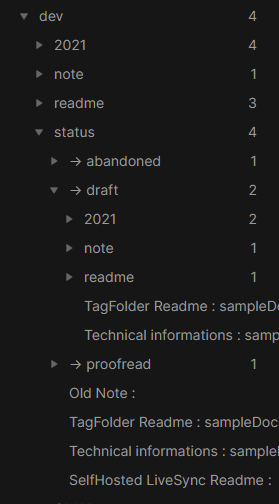 dev 4
2021 4
note 1
readme 3
status 4
→ abandoned 1
→ draft 2
2021 2
note 1
readme 1
TagFolder Readme : sampleDo
Technical informations : samp
→ proofread 1
Old Note :
TagFolder Readme : sampleDoc
Technical informations : sampl
SelfHosted LiveSync Readme :